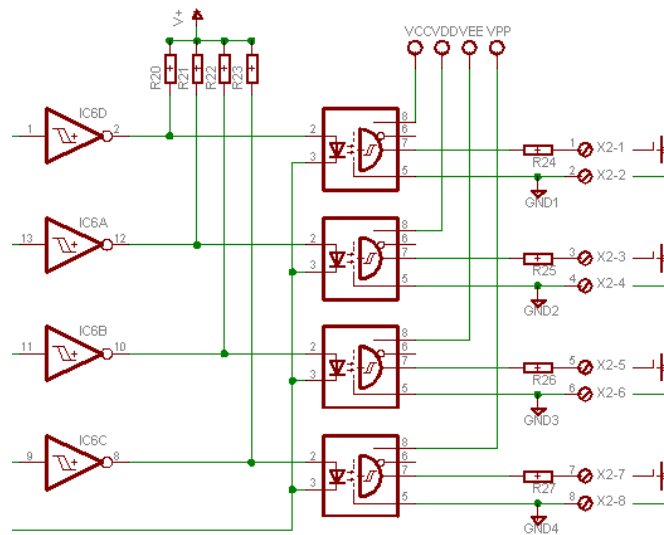 V+
VCC VDD VEE VPP
R20 R21 R22 R23
IC6D
1 2
2 3 8 6 7 5
R24
1 X2-1
2 X2-2
GND1
IC6A
13 12
2 3 8 6 7 5
R25
3 X2-3
4 X2-4
GND2
IC6B
11 10
2 3 8 6 7 5
R26
5 X2-5
6 X2-6
GND3
IC6C
9 8
2 3 8 6 7 5
R27
7 X2-7
8 X2-8
GND4